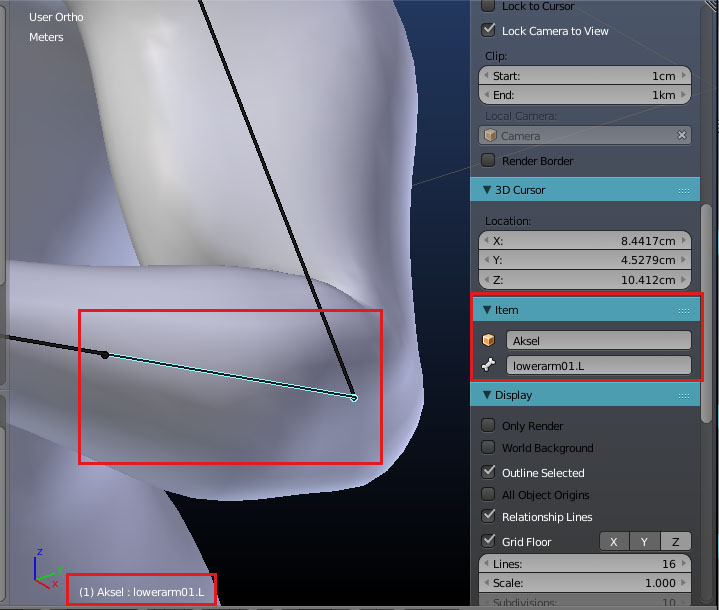 User Ortho
Meters
(1) Aksel : lowerarm01.L
z
y
x
Lock to Cursor
Lock Camera to View
Clip:
Start: 1cm
End: 1km
Local Camera:
Camera
Render Border
3D Cursor
Location:
X: 8.4417cm
Y: 4.5279cm
Z: 10.412cm
Item
Aksel
lowerarm01.L
Display
Only Render
World Background
Outline Selected
All Object Origins
Relationship Lines
Grid Floor X Y Z
Lines: 16
Scale: 1.000
Subdivisions: 10